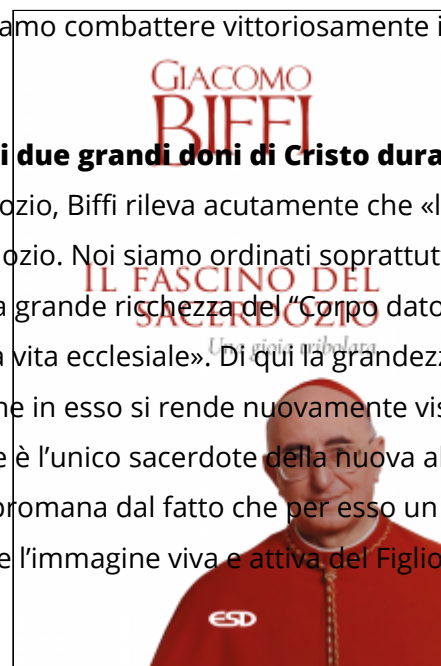 amo combattere vittoriosamente i
GIACOMO
BIFFI
i due grandi doni di Cristo dura
ozio, Biffi rileva acutamente che «l
ozio. Noi siamo ordinati soprattut
IL FASCINO DEL
a grande ricchezza del “Corpo dato
SACERDOZIO
Una gioia tribolata
a vita ecclesiale». Di qui la grandezz
ne in esso si rende nuovamente vis
e è l’unico sacerdote della nuova al
promana dal fatto che per esso un
e l’immagine viva e attiva del Figlio
ESD